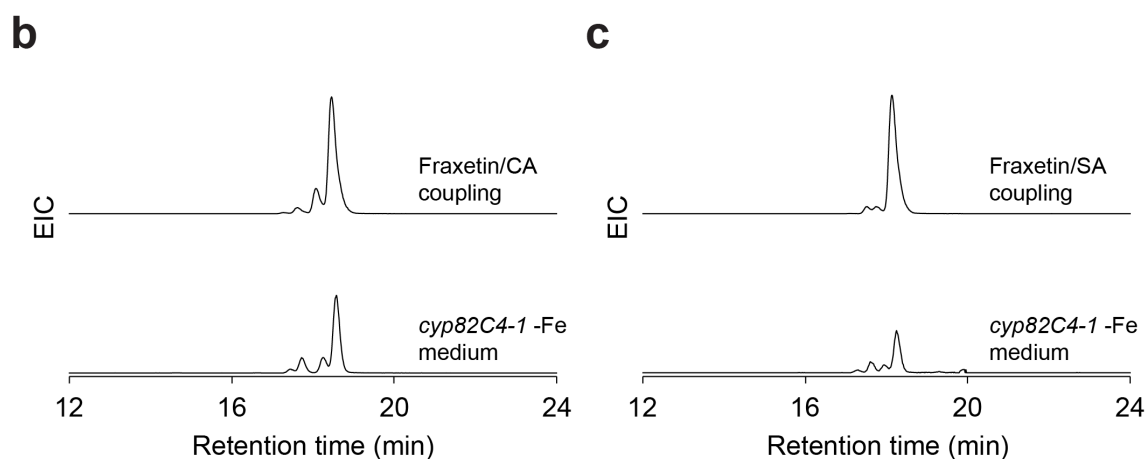 b
Fraxetin/CA
coupling
EIC
cyp82C4-1 -Fe
medium
12 16 20 24
Retention time (min)
c
Fraxetin/SA
coupling
EIC
cyp82C4-1 -Fe
medium
12 16 20 24
Retention time (min)